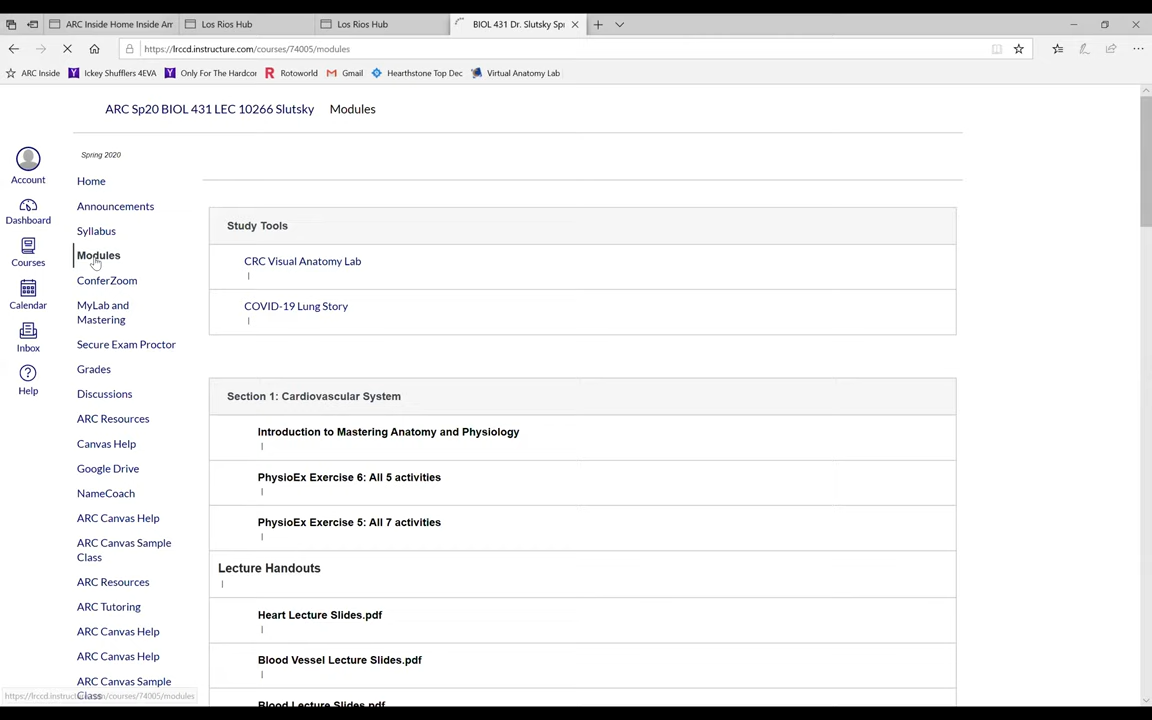 ARC Inside Home Inside Am
Los Rios Hub
Los Rios Hub
BIOL 431 Dr. Slutsky Spr
https://lrccd.instructure.com/courses/74005/modules
ARC Inside
Ickey Shufflers 4EVA
Only For The Hardcor
Rotoworld
Gmail
Hearthstone Top Dec
Virtual Anatomy Lab
ARC Sp20 BIOL 431 LEC 10266 Slutsky
Modules
Spring 2020
Account
Dashboard
Courses
Calendar
Inbox
Help
Home
Announcements
Syllabus
Modules
ConferZoom
MyLab and
Mastering
Secure Exam Proctor
Grades
Discussions
ARC Resources
Canvas Help
Google Drive
NameCoach
ARC Canvas Help
ARC Canvas Sample
Class
ARC Resources
ARC Tutoring
ARC Canvas Help
ARC Canvas Help
ARC Canvas Sample
Class
https://lrccd.instructure.com/courses/74005/modules
Study Tools
CRC Visual Anatomy Lab
COVID-19 Lung Story
Section 1: Cardiovascular System
Introduction to Mastering Anatomy and Physiology
PhysioEx Exercise 6: All 5 activities
PhysioEx Exercise 5: All 7 activities
Lecture Handouts
Heart Lecture Slides.pdf
Blood Vessel Lecture Slides.pdf
Blood Lecture Slides.pdf